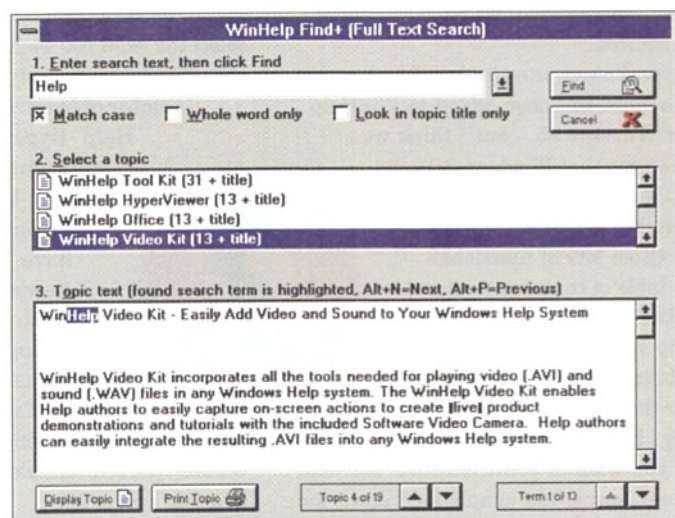 WinHelp Find+ (Full Text Search)
1. Enter search text, then click Find
Help
Find
Match case
Whole word only
Look in topic title only
Cancel
2. Select a topic
WinHelp Tool Kit (31 + title)
WinHelp HyperViewer (13 + title)
WinHelp Office (13 + title)
WinHelp Video Kit (13 + title)
3. Topic text (found search term is highlighted, Alt+N=Next, Alt+P=Previous)
WinHelp Video Kit - Easily Add Video and Sound to Your Windows Help System
WinHelp Video Kit incorporates all the tools needed for playing video (.AVI) and
sound (.WAV) files in any Windows Help system. The WinHelp Video Kit enables
Help authors to easily capture on-screen actions to create |live| product
demonstrations and tutorials with the included Software Video Camera. Help authors
can easily integrate the resulting .AVI files into any Windows Help system.
Display Topic
Print Topic
Topic 4 of 19
Term 1 of 13